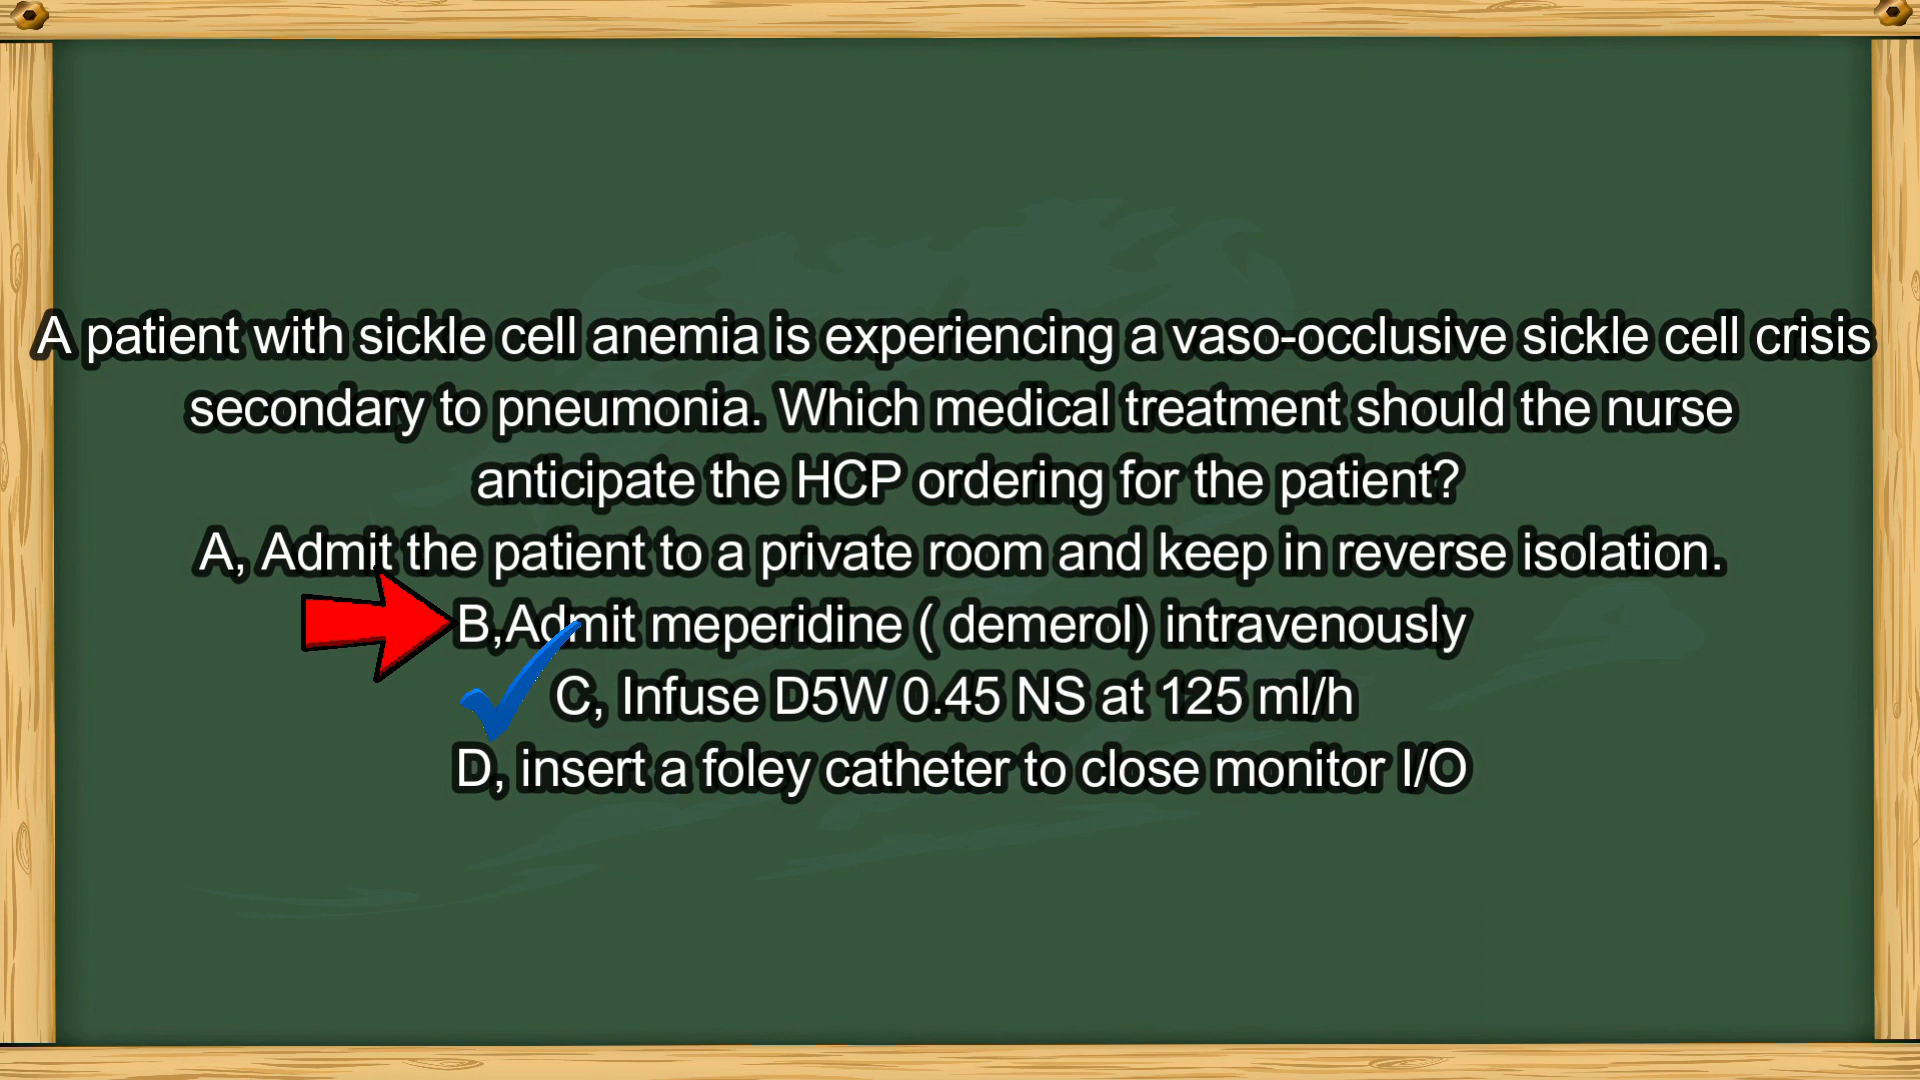 A patient with sickle cell anemia is experiencing a vaso-occlusive sickle cell crisis
secondary to pneumonia. Which medical treatment should the nurse
anticipate the HCP ordering for the patient?
A, Admit the patient to a private room and keep in reverse isolation.
B,Admit meperidine ( demerol) intravenously
C, Infuse D5W 0.45 NS at 125 ml/h
D, insert a foley catheter to close monitor I/O